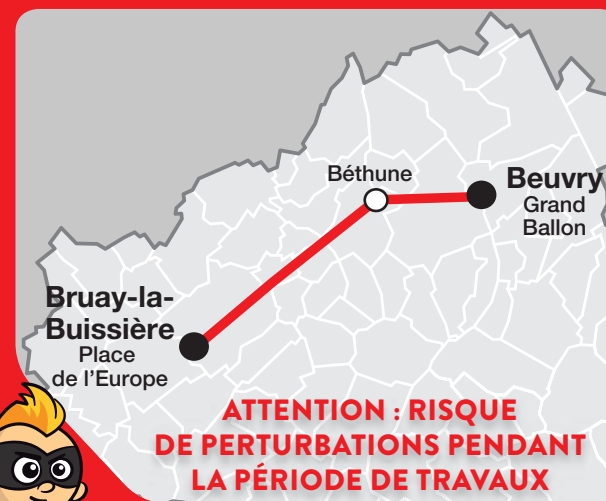 Béthune
Beuvry
Grand
Ballon
Bruay-la-
Buissière
Place
de l'Europe
ATTENTION : RISQUE
DE PERTURBATIONS PENDANT
LA PÉRIODE DE TRAVAUX